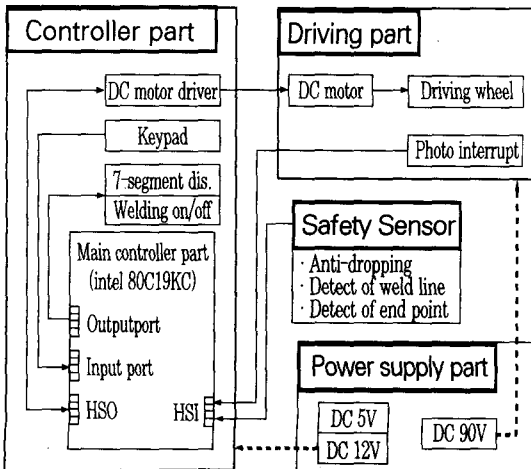 Controller part
DC motor driver
Keypad
7-segment dis.
Welding on/off
Main controller part
(intel 80C19KC)
Outputport
Input port
HSO
HSI
Driving part
DC motor
Driving wheel
Photo interrupt
Safety Sensor
· Anti-dropping
· Detect of weld line
· Detect of end point
Power supply part
DC 5V
DC 12V
DC 90V